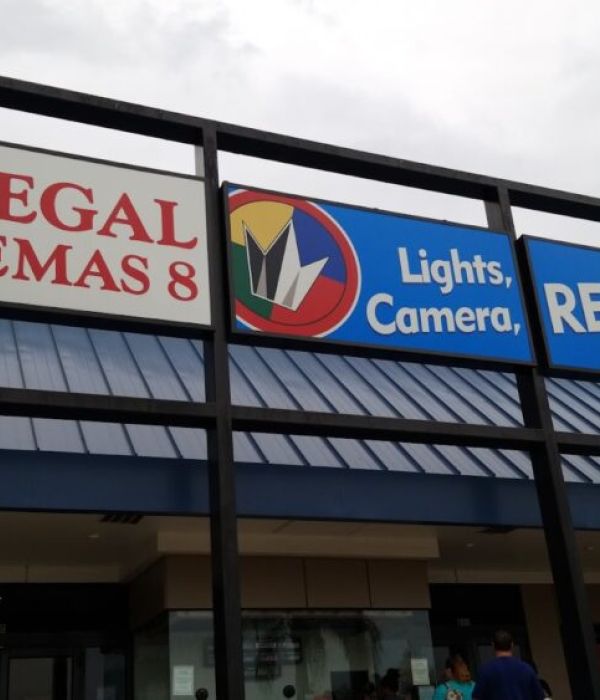 EGAL
EMAS 8
Lights,
Camera,
RE